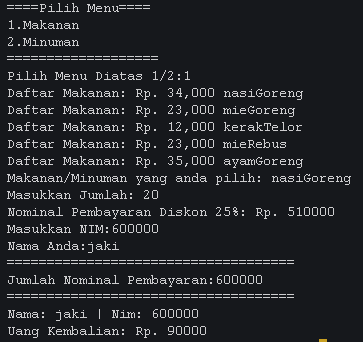 ====Pilih Menu====
1.Makanan
2.Minuman
===================
Pilih Menu Diatas 1/2:1
Daftar Makanan: Rp. 34,000 nasiGoreng
Daftar Makanan: Rp. 23,000 mieGoreng
Daftar Makanan: Rp. 12,000 kerakTelor
Daftar Makanan: Rp. 23,000 mieRebus
Daftar Makanan: Rp. 35,000 ayamGoreng
Makanan/Minuman yang anda pilih: nasiGoreng
Masukkan Jumlah: 20
Nominal Pembayaran Diskon 25%: Rp. 510000
Masukkan NIM:600000
Nama Anda:jaki
====================================
Jumlah Nominal Pembayaran:600000
====================================
Nama: jaki | Nim: 600000
Uang Kembalian: Rp. 90000